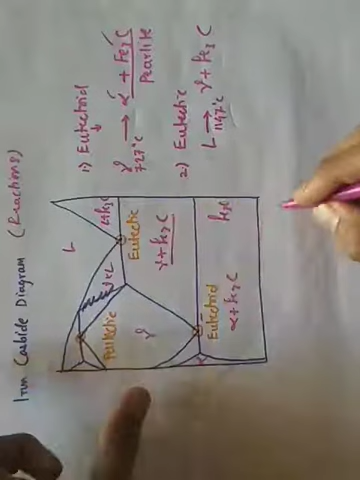 Iron Carbide Diagram (Reactions)
1) Eutectoid
γ → α + Fe3C
727°C Pearlite
2) Eutectic
L → γ + Fe3C
1147°C
L
γ+L
L+Fe3C
Peritectic
Eutectic
γ
γ+Fe3C
Eutectoid
α+Fe3C
Fe3C